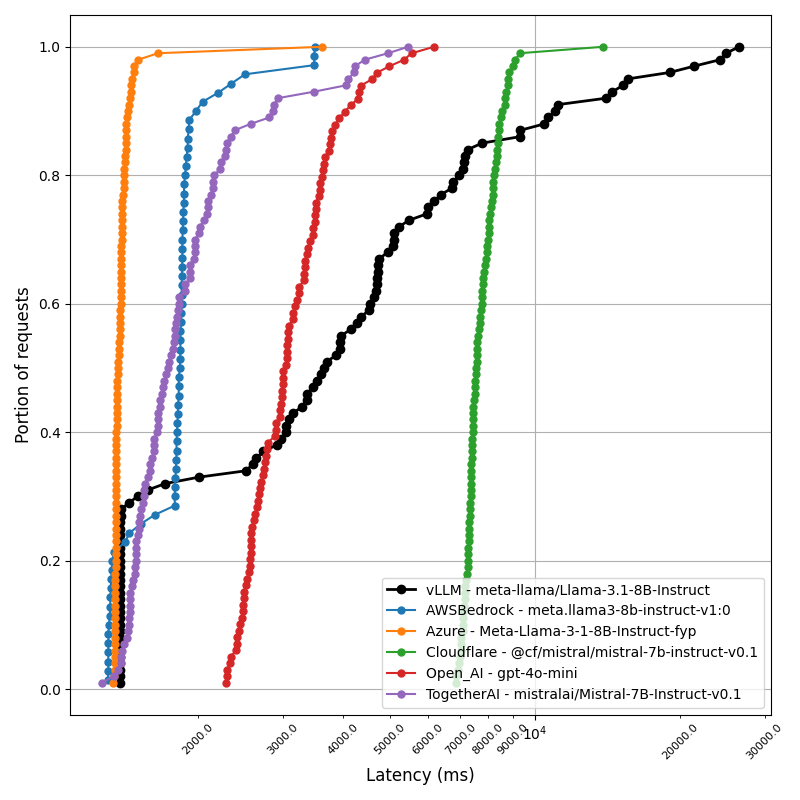 1.0
0.8
0.6
0.4
0.2
0.0
Portion of requests
vLLM - meta-llama/Llama-3.1-8B-Instruct
AWSBedrock - meta.llama3-8b-instruct-v1:0
Azure - Meta-Llama-3-1-8B-Instruct-fyp
Cloudflare - @cf/mistral/mistral-7b-instruct-v0.1
Open_AI - gpt-4o-mini
TogetherAI - mistralai/Mistral-7B-Instruct-v0.1
2000.0 3000.0 4000.0 5000.0 6000.0 7000.0 8000.0 9000.0 10⁴ 20000.0 30000.0
Latency (ms)